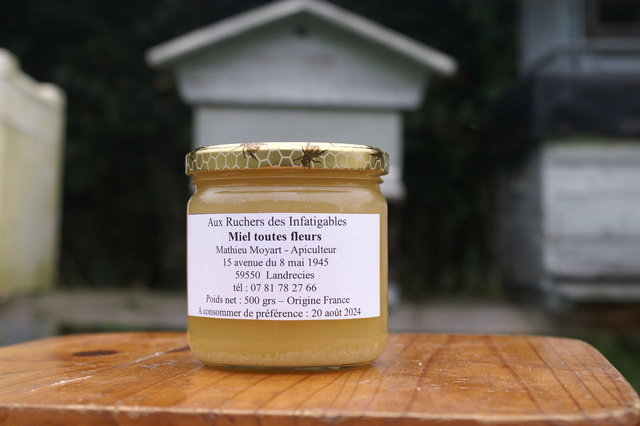 Aux Ruchers des Infatigables
Miel toutes fleurs
Mathieu Moyart - Apiculteur
15 avenue du 8 mai 1945
59550 Landrecies
tél : 07 81 78 27 66
Poids net : 500 grs – Origine France
A consommer de préférence : 20 août 2024